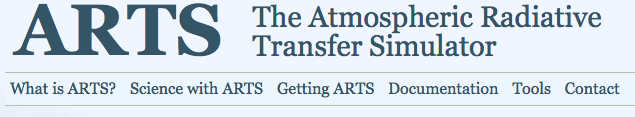 ARTS
The Atmospheric Radiative
Transfer Simulator
What is ARTS? Science with ARTS Getting ARTS Documentation Tools Contact